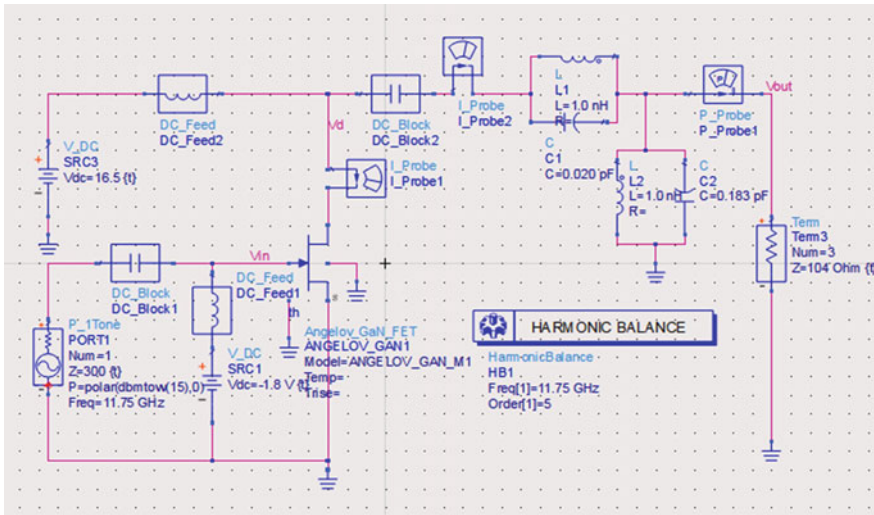 I_Probe
I_Probe2
L
L1
L=1.0 nH
R=
C
C1
C=0.020 pF
Vout
P_Probe
P_Probe1
DC_Feed
DC_Feed2
Vd
DC_Block
DC_Block2
V_DC
SRC3
Vdc=16.5 {t}
I_Probe
I_Probe1
L
L2
L=1.0 nH
R=
C
C2
C=0.183 pF
Term
Term3
Num=3
Z=104 Ohm {t}
DC_Block
DC_Block1
Vin
DC_Feed
DC_Feed1
s
th
P_1Tone
PORT1
Num=1
Z=300 {t}
P=polar(dbmtow(15),0)
Freq=11.75 GHz
V_DC
SRC1
Vdc=-1.8 V {t}
Angelov_GaN_FET
ANGELOV_GAN1
Model=ANGELOV_GAN_M1
Temp=
Trise=
HARMONIC BALANCE
HarmonicBalance
HB1
Freq[1]=11.75 GHz
Order[1]=5